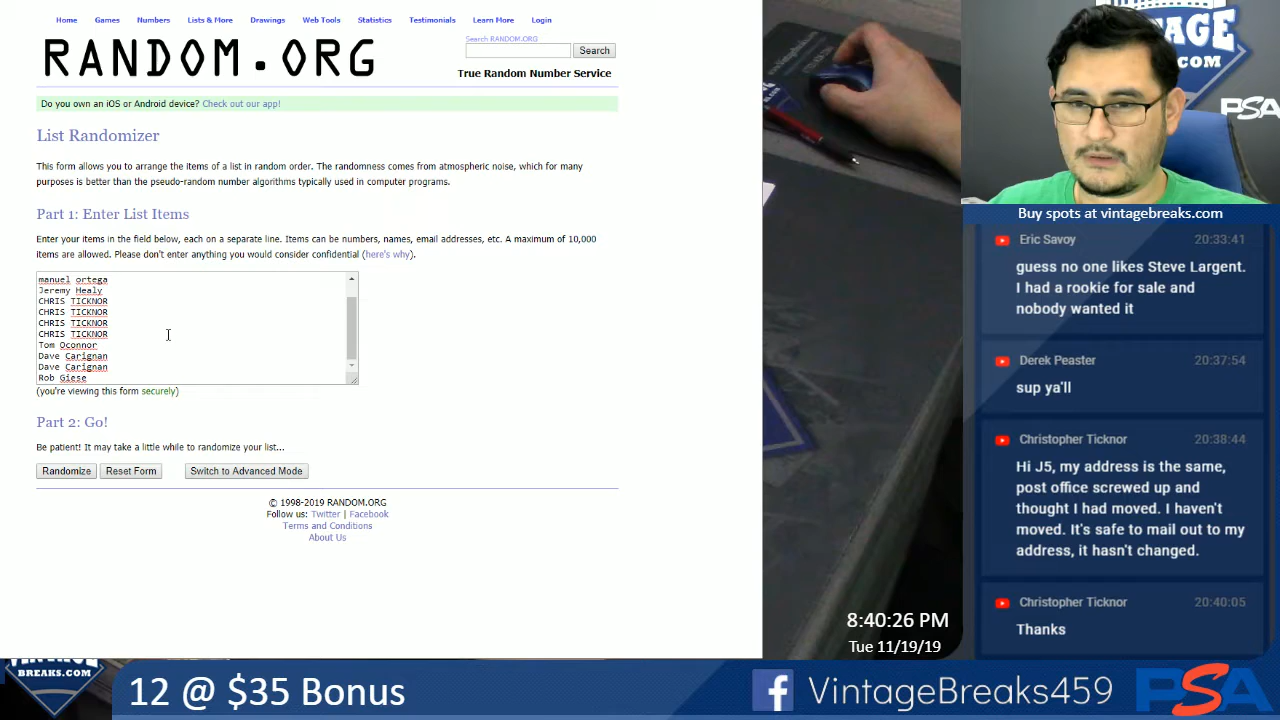 Home Games Numbers Lists & More Drawings Web Tools Statistics Testimonials Learn More Login
RANDOM.ORG
Search RANDOM.ORG
Search
True Random Number Service
Do you own an iOS or Android device? Check out our app!
List Randomizer
This form allows you to arrange the items of a list in random order. The randomness comes from atmospheric noise, which for many
purposes is better than the pseudo-random number algorithms typically used in computer programs.
Part 1: Enter List Items
Enter your items in the field below, each on a separate line. Items can be numbers, names, email addresses, etc. A maximum of 10,000
items are allowed. Please don't enter anything you would consider confidential (here's why).
manuel ortega
Jeremy Healy
CHRIS TICKNOR
CHRIS TICKNOR
CHRIS TICKNOR
CHRIS TICKNOR
Tom Oconnor
Dave Carignan
Dave Carignan
Rob Giese
(you're viewing this form securely)
Part 2: Go!
Be patient! It may take a little while to randomize your list...
Randomize Reset Form Switch to Advanced Mode
© 1998-2019 RANDOM.ORG
Follow us: Twitter | Facebook
Terms and Conditions
About Us
PSA
.COM
Buy spots at vintagebreaks.com
Eric Savoy 20:33:41
guess no one likes Steve Largent.
I had a rookie for sale and
nobody wanted it
Derek Peaster 20:37:54
sup ya'll
Christopher Ticknor 20:38:44
Hi J5, my address is the same,
post office screwed up and
thought I had moved. I haven't
moved. It's safe to mail out to my
address, it hasn't changed.
Christopher Ticknor 20:40:05
Thanks
8:40:26 PM
Tue 11/19/19
BREAKS.COM
12 @ $35 Bonus
VintageBreaks459
PSA